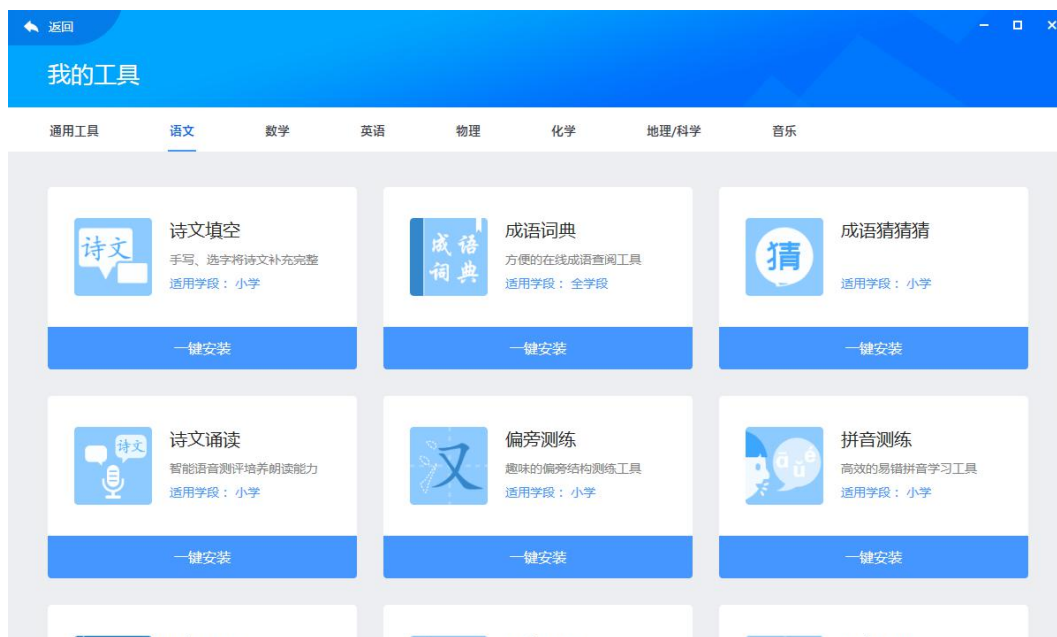 返回
我的工具
通用工具 语文 数学 英语 物理 化学 地理/科学 音乐
诗文
诗文填空
手写、选字将诗文补充完整
适用学段：小学
一键安装
成语词典
成语词典
方便的在线成语查阅工具
适用学段：全学段
一键安装
猜
成语猜猜猜
适用学段：小学
一键安装
诗文
诗文诵读
智能语音测评培养朗读能力
适用学段：小学
一键安装
又
偏旁测练
趣味的偏旁结构测练工具
适用学段：小学
一键安装
ā ǔ è
拼音测练
高效的易错拼音学习工具
适用学段：小学
一键安装